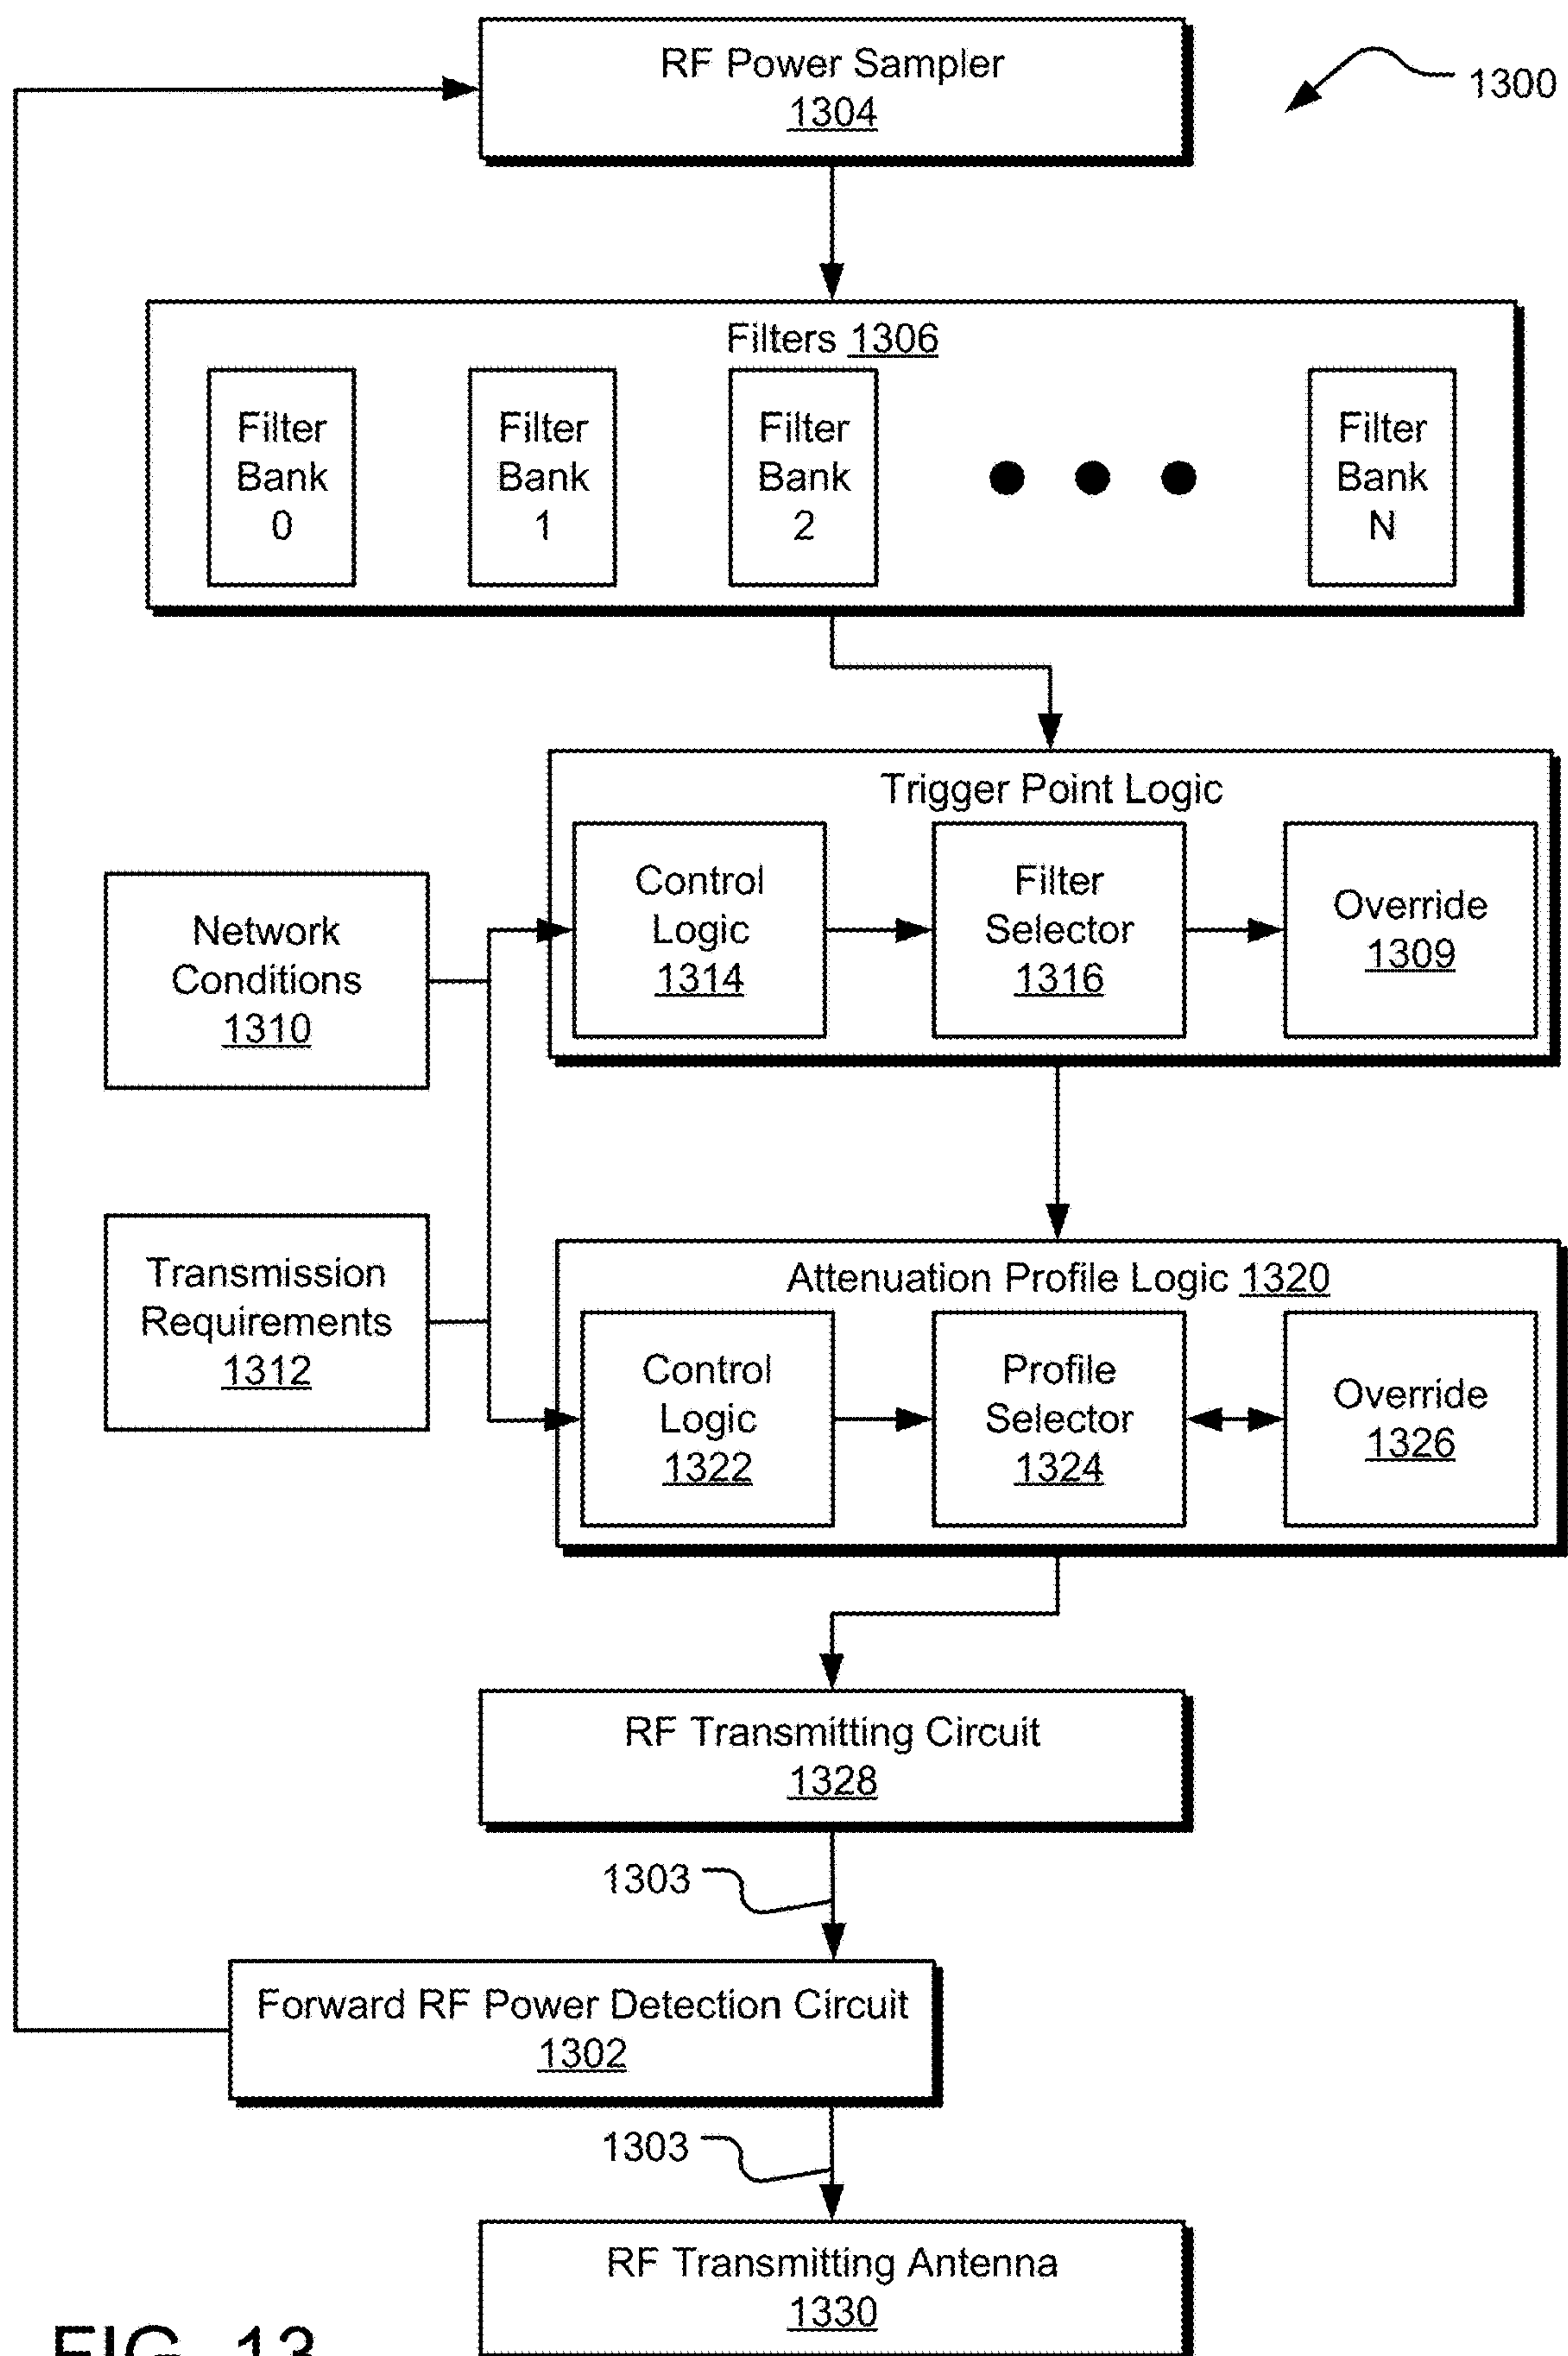 RF Power Sampler
1304
1300
Filters 1306
Filter
Bank
0
Filter
Bank
1
Filter
Bank
2
Filter
Bank
N
Trigger Point Logic
Control
Logic
1314
Filter
Selector
1316
Override
1309
Network
Conditions
1310
Transmission
Requirements
1312
Attenuation Profile Logic 1320
Control
Logic
1322
Profile
Selector
1324
Override
1326
RF Transmitting Circuit
1328
1303
Forward RF Power Detection Circuit
1302
1303
RF Transmitting Antenna
1330
FIG. 13